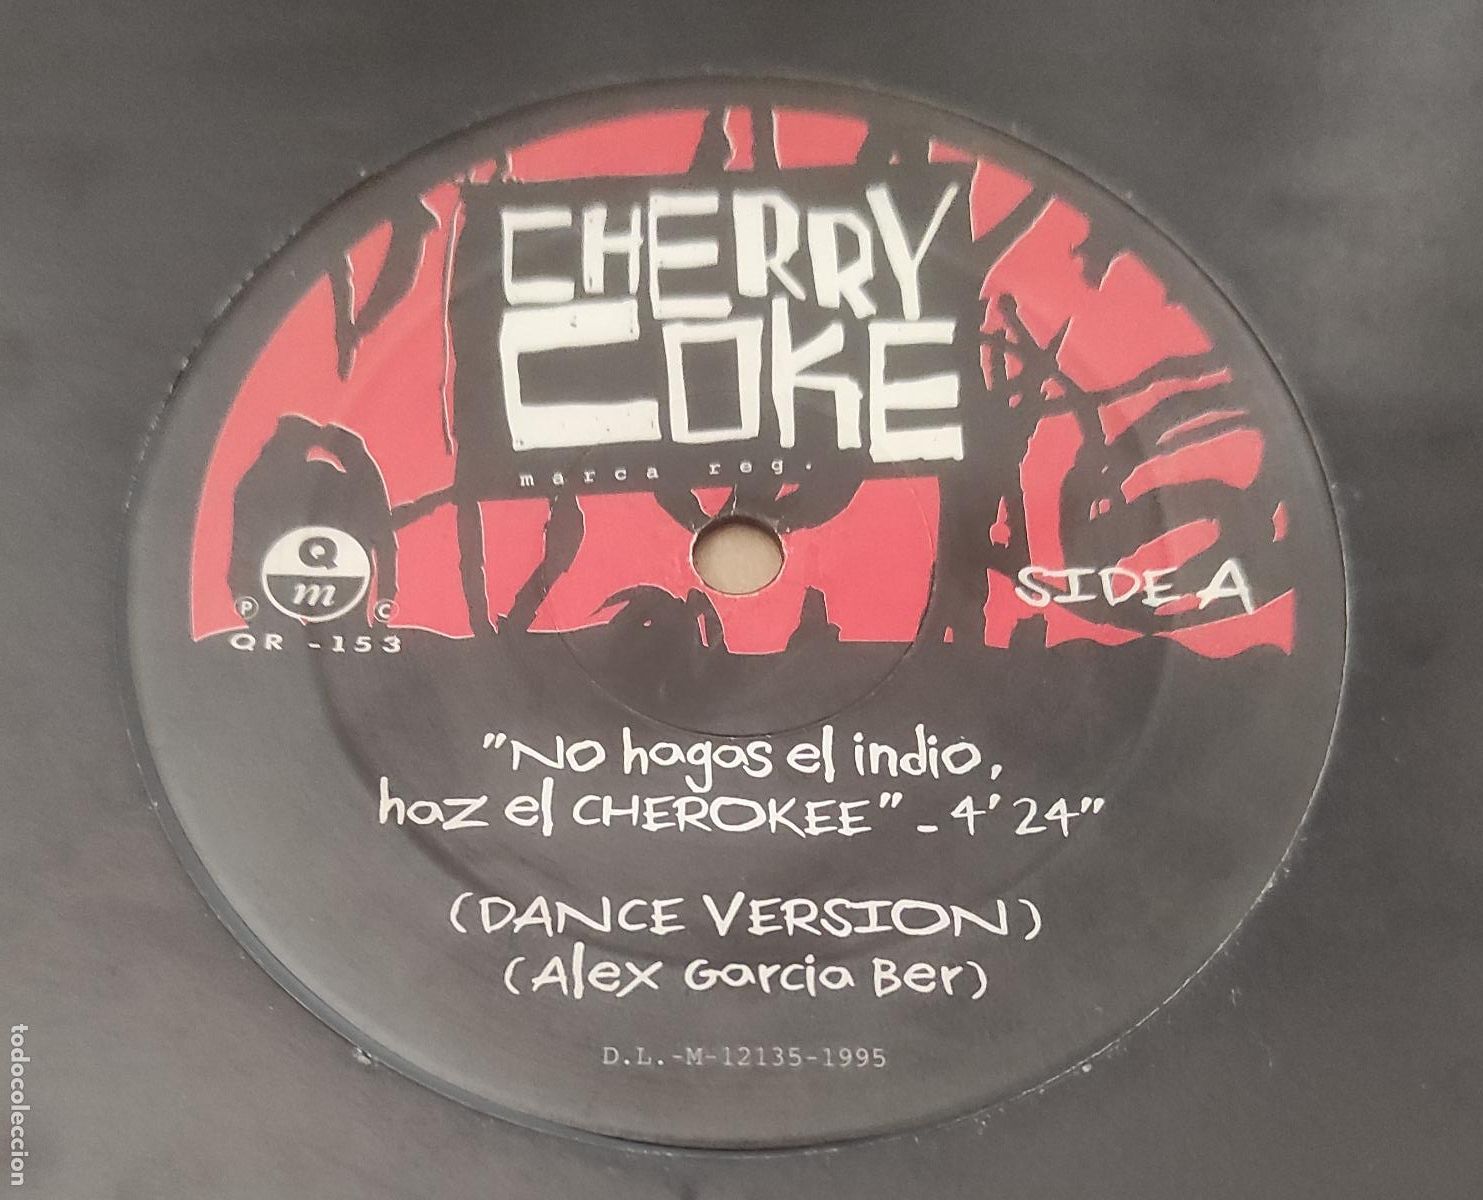 CHERRY
COKE
marca reg.
Q
m
P C
QR -153
SIDE A
"No hagas el indio,
haz el CHEROKEE" - 4'24"
(DANCE VERSION)
(Alex Garcia Ber)
D.L.-M-12135-1995
todocoleccion